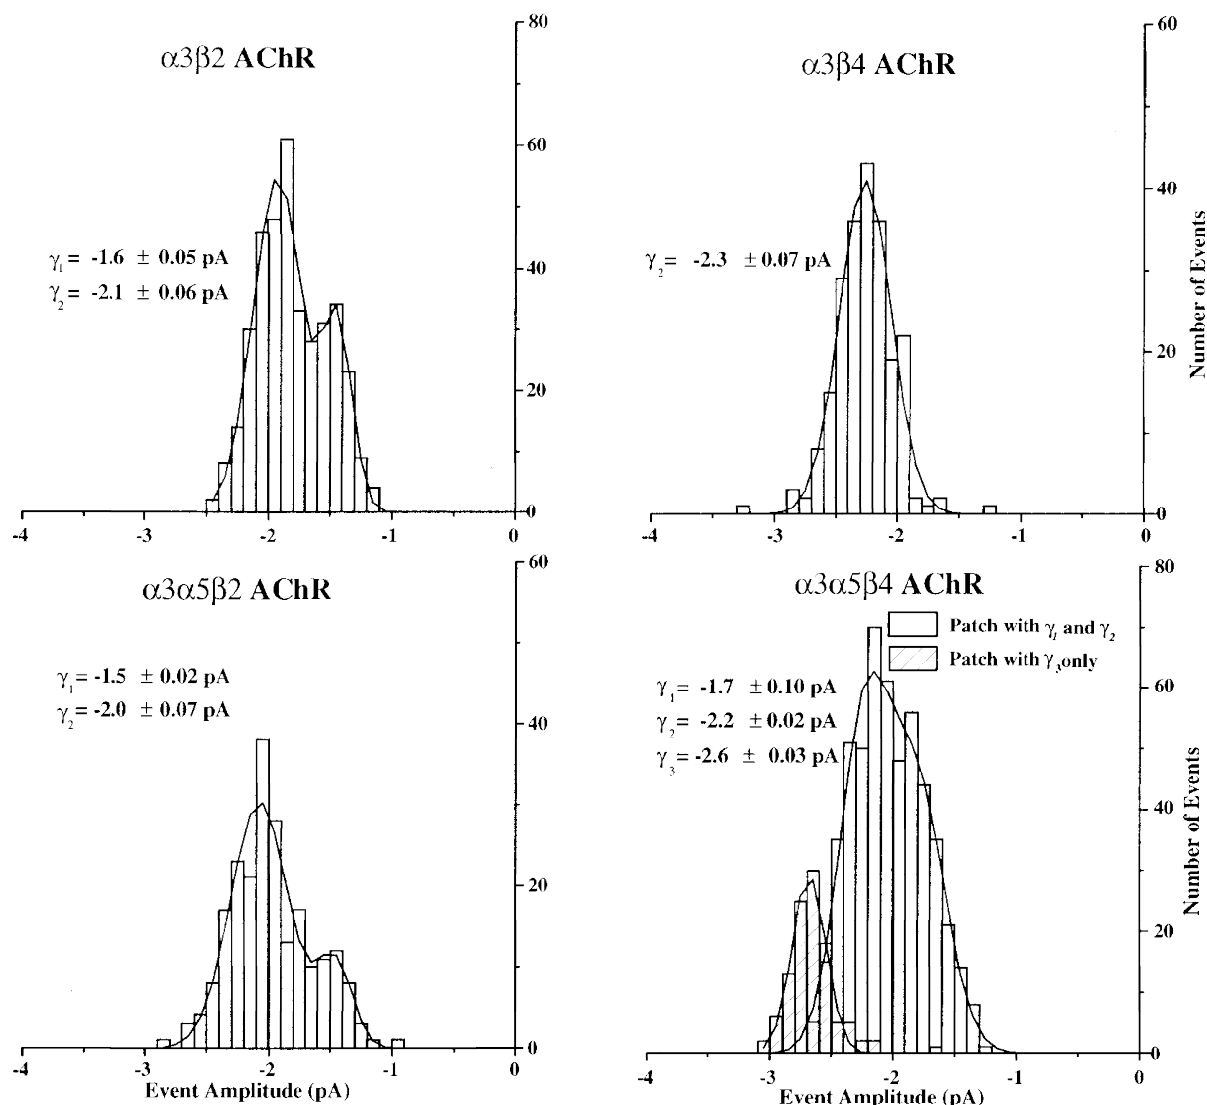 α3β2 AChR
80
60
40
20
0
γ1= -1.6 ± 0.05 pA
γ2= -2.1 ± 0.06 pA
-4 -3 -2 -1 0
α3β4 AChR
60
40
20
0
Number of Events
γ2= -2.3 ±0.07 pA
-4 -3 -2 -1 0
α3α5β2 AChR
60
40
20
0
γ1= -1.5 ± 0.02 pA
γ2= -2.0 ± 0.07 pA
-4 -3 -2 -1 0
Event Amplitude (pA)
α3α5β4 AChR
Patch with γ1 and γ2
Patch with γ3only
80
60
40
20
0
Number of Events
γ1= -1.7 ± 0.10 pA
γ2= -2.2 ±0.02 pA
γ3=-2.6 ± 0.03 pA
-4 -3 -2 -1 0
Event Amplitude (pA)